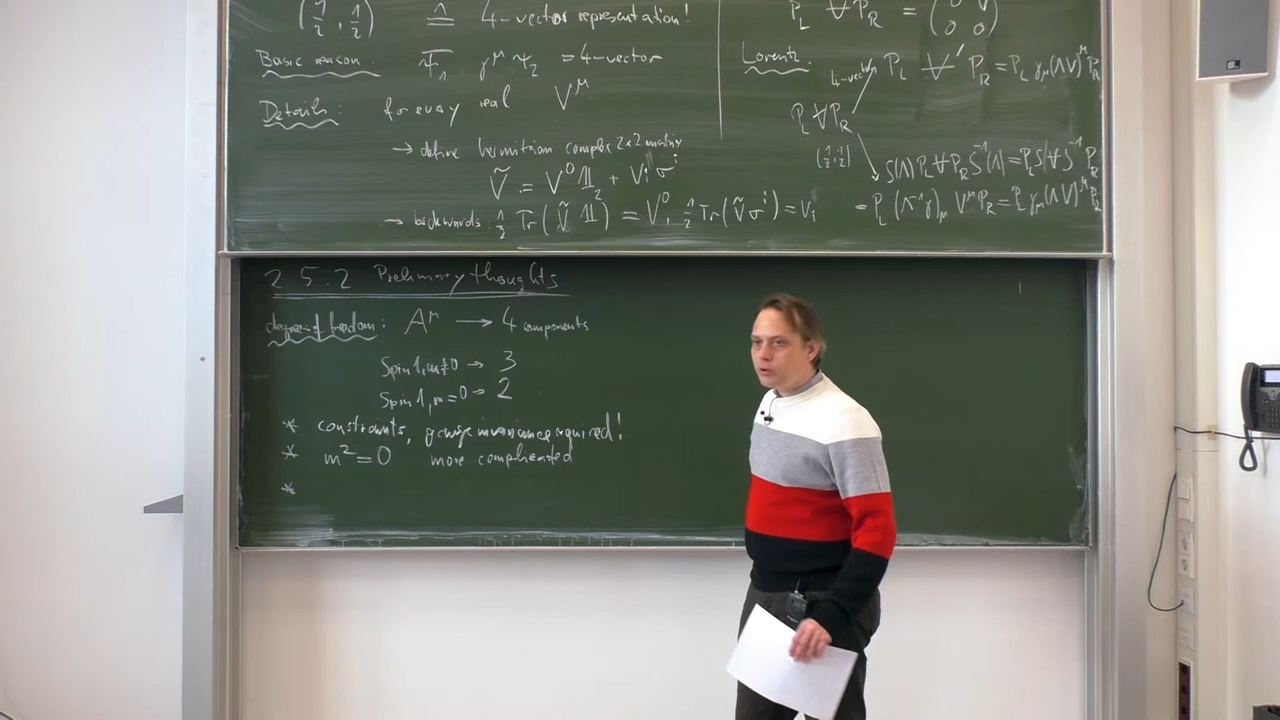 (1/2, 1/2) ≙ 4-vector representation!
Basic reason: Ψ̄₁ γ^μ Ψ₂ = 4-vector
Details: for every real V^μ
→ define hermitian complex 2x2 matrix
Ṽ = V⁰ 𝟙₂ + Vᵢ σⁱ
→ backwards: 1/2 Tr(Ṽ 𝟙) = V⁰, 1/2 Tr(Ṽ σⁱ) = Vᵢ
P_L V̸ P_R = (0 V
0 0)
Lorentz:
4-vector P_L V̸' P_R = P_L γ_μ (ΛV)^μ P_R
P_L V̸ P_R
(1/2, 1/2)
S(Λ) P_L V̸ P_R S⁻¹(Λ) = P_L S V̸ S⁻¹ P_R
= P_L (Λ⁻¹γ)_μ V^μ P_R = P_L γ_μ (ΛV)^μ P_R
2.5.2 Preliminary thoughts
degrees of freedom: A^μ → 4 components
Spin 1, m≠0 → 3
Spin 1, m=0 → 2
* constraints, gauge invariance required!
* m²=0 more complicated
*